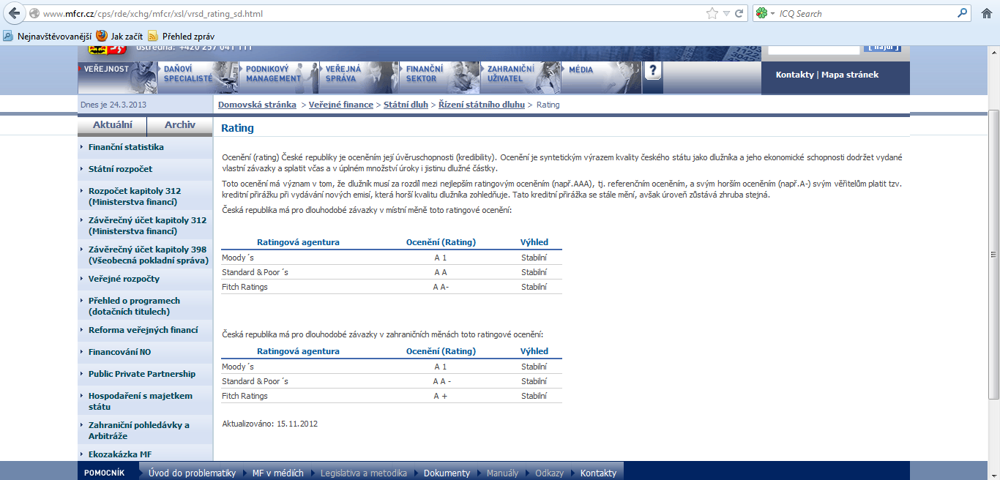 www.mfcr.cz/cps/rde/xchg/mfcr/xsl/vrsd_rating_sd.html
ICQ Search
Nejnavštěvovanější Jak začít Přehled zpráv
ústředna: +420 257 041 111
[ najdi ]
VEŘEJNOST
DAŇOVÍ SPECIALISTÉ
PODNIKOVÝ MANAGEMENT
VEŘEJNÁ SPRÁVA
FINANČNÍ SEKTOR
ZAHRANIČNÍ UŽIVATEL
MÉDIA
?
Kontakty | Mapa stránek
Dnes je 24.3.2013
Domovská stránka > Veřejné finance > Státní dluh > Řízení státního dluhu > Rating
Aktuální Archiv
Finanční statistika
Státní rozpočet
Rozpočet kapitoly 312
(Ministerstva financí)
Závěrečný účet kapitoly 312
(Ministerstva financí)
Závěrečný účet kapitoly 398
(Všeobecná pokladní správa)
Veřejné rozpočty
Přehled o programech
(dotačních titulech)
Reforma veřejných financí
Financování NO
Public Private Partnership
Hospodaření s majetkem
státu
Zahraniční pohledávky a
Arbitráže
Ekozakázka MF
Rating
Ocenění (rating) České republiky je oceněním její úvěruschopnosti (kredibility). Ocenění je syntetickým výrazem kvality českého státu jako dlužníka a jeho ekonomické schopnosti dodržet vydané
vlastní závazky a splatit včas a v úplném množství úroky i jistinu dlužné částky.
Toto ocenění má význam v tom, že dlužník musí za rozdíl mezi nejlepším ratingovým oceněním (např.AAA), tj. referenčním oceněním, a svým horším oceněním (např.A-) svým věřitelům platit tzv.
kreditní přirážku při vydávání nových emisí, která horší kvalitu dlužníka zohledňuje. Tato kreditní přirážka se stále mění, avšak úroveň zůstává zhruba stejná.
Česká republika má pro dlouhodobé závazky v místní měně toto ratingové ocenění:
Ratingová agentura Ocenění (Rating) Výhled
Moody´s A 1 Stabilní
Standard & Poor´s A A Stabilní
Fitch Ratings A A- Stabilní
Česká republika má pro dlouhodobé závazky v zahraničních měnách toto ratingové ocenění:
Ratingová agentura Ocenění (Rating) Výhled
Moody´s A 1 Stabilní
Standard & Poor´s A A - Stabilní
Fitch Ratings A + Stabilní
Aktualizováno: 15.11.2012
POMOCNÍK Úvod do problematiky MF v médiích Legislativa a metodika Dokumenty Manuály Odkazy Kontakty